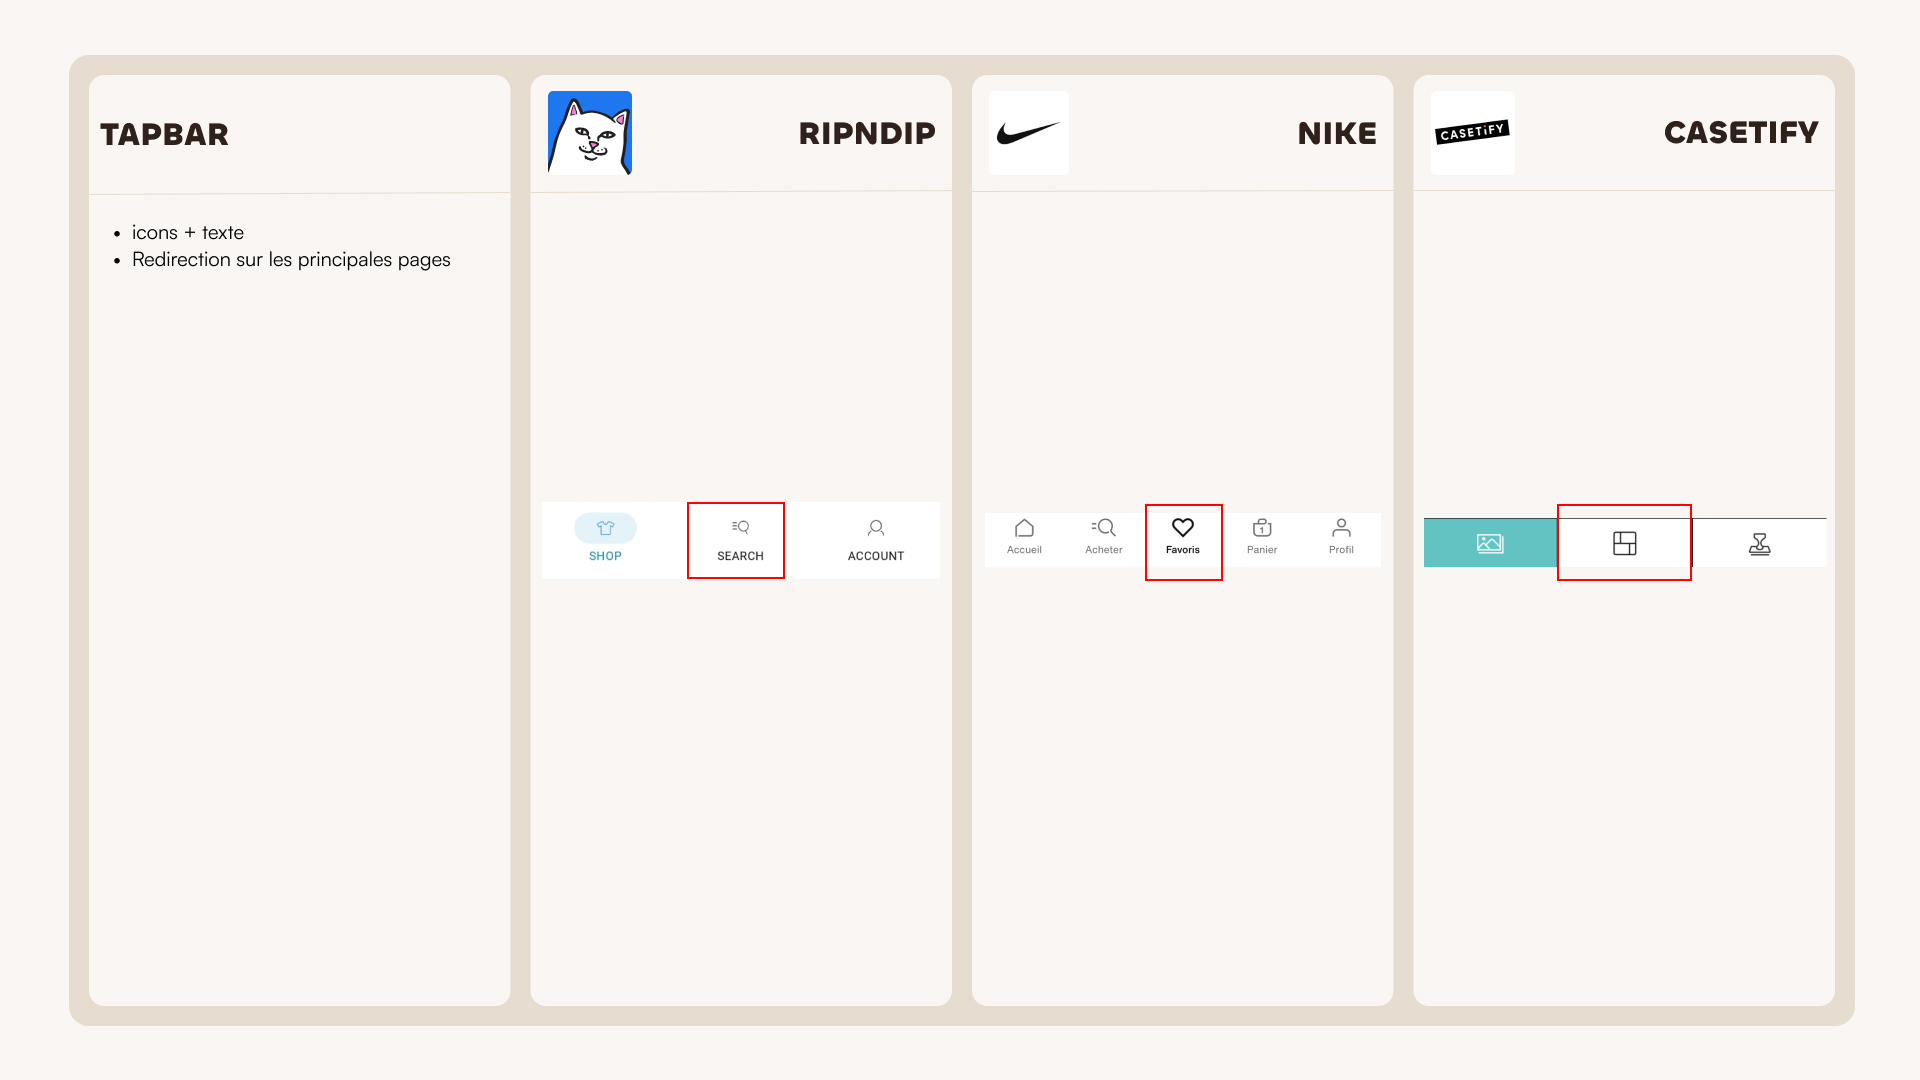 TAPBAR
• icons + texte
• Redirection sur les principales pages
RIPNDIP
SHOP
SEARCH
ACCOUNT
NIKE
Accueil
Acheter
Favoris
1
Panier
Profil
CASETiFY
CASETIFY